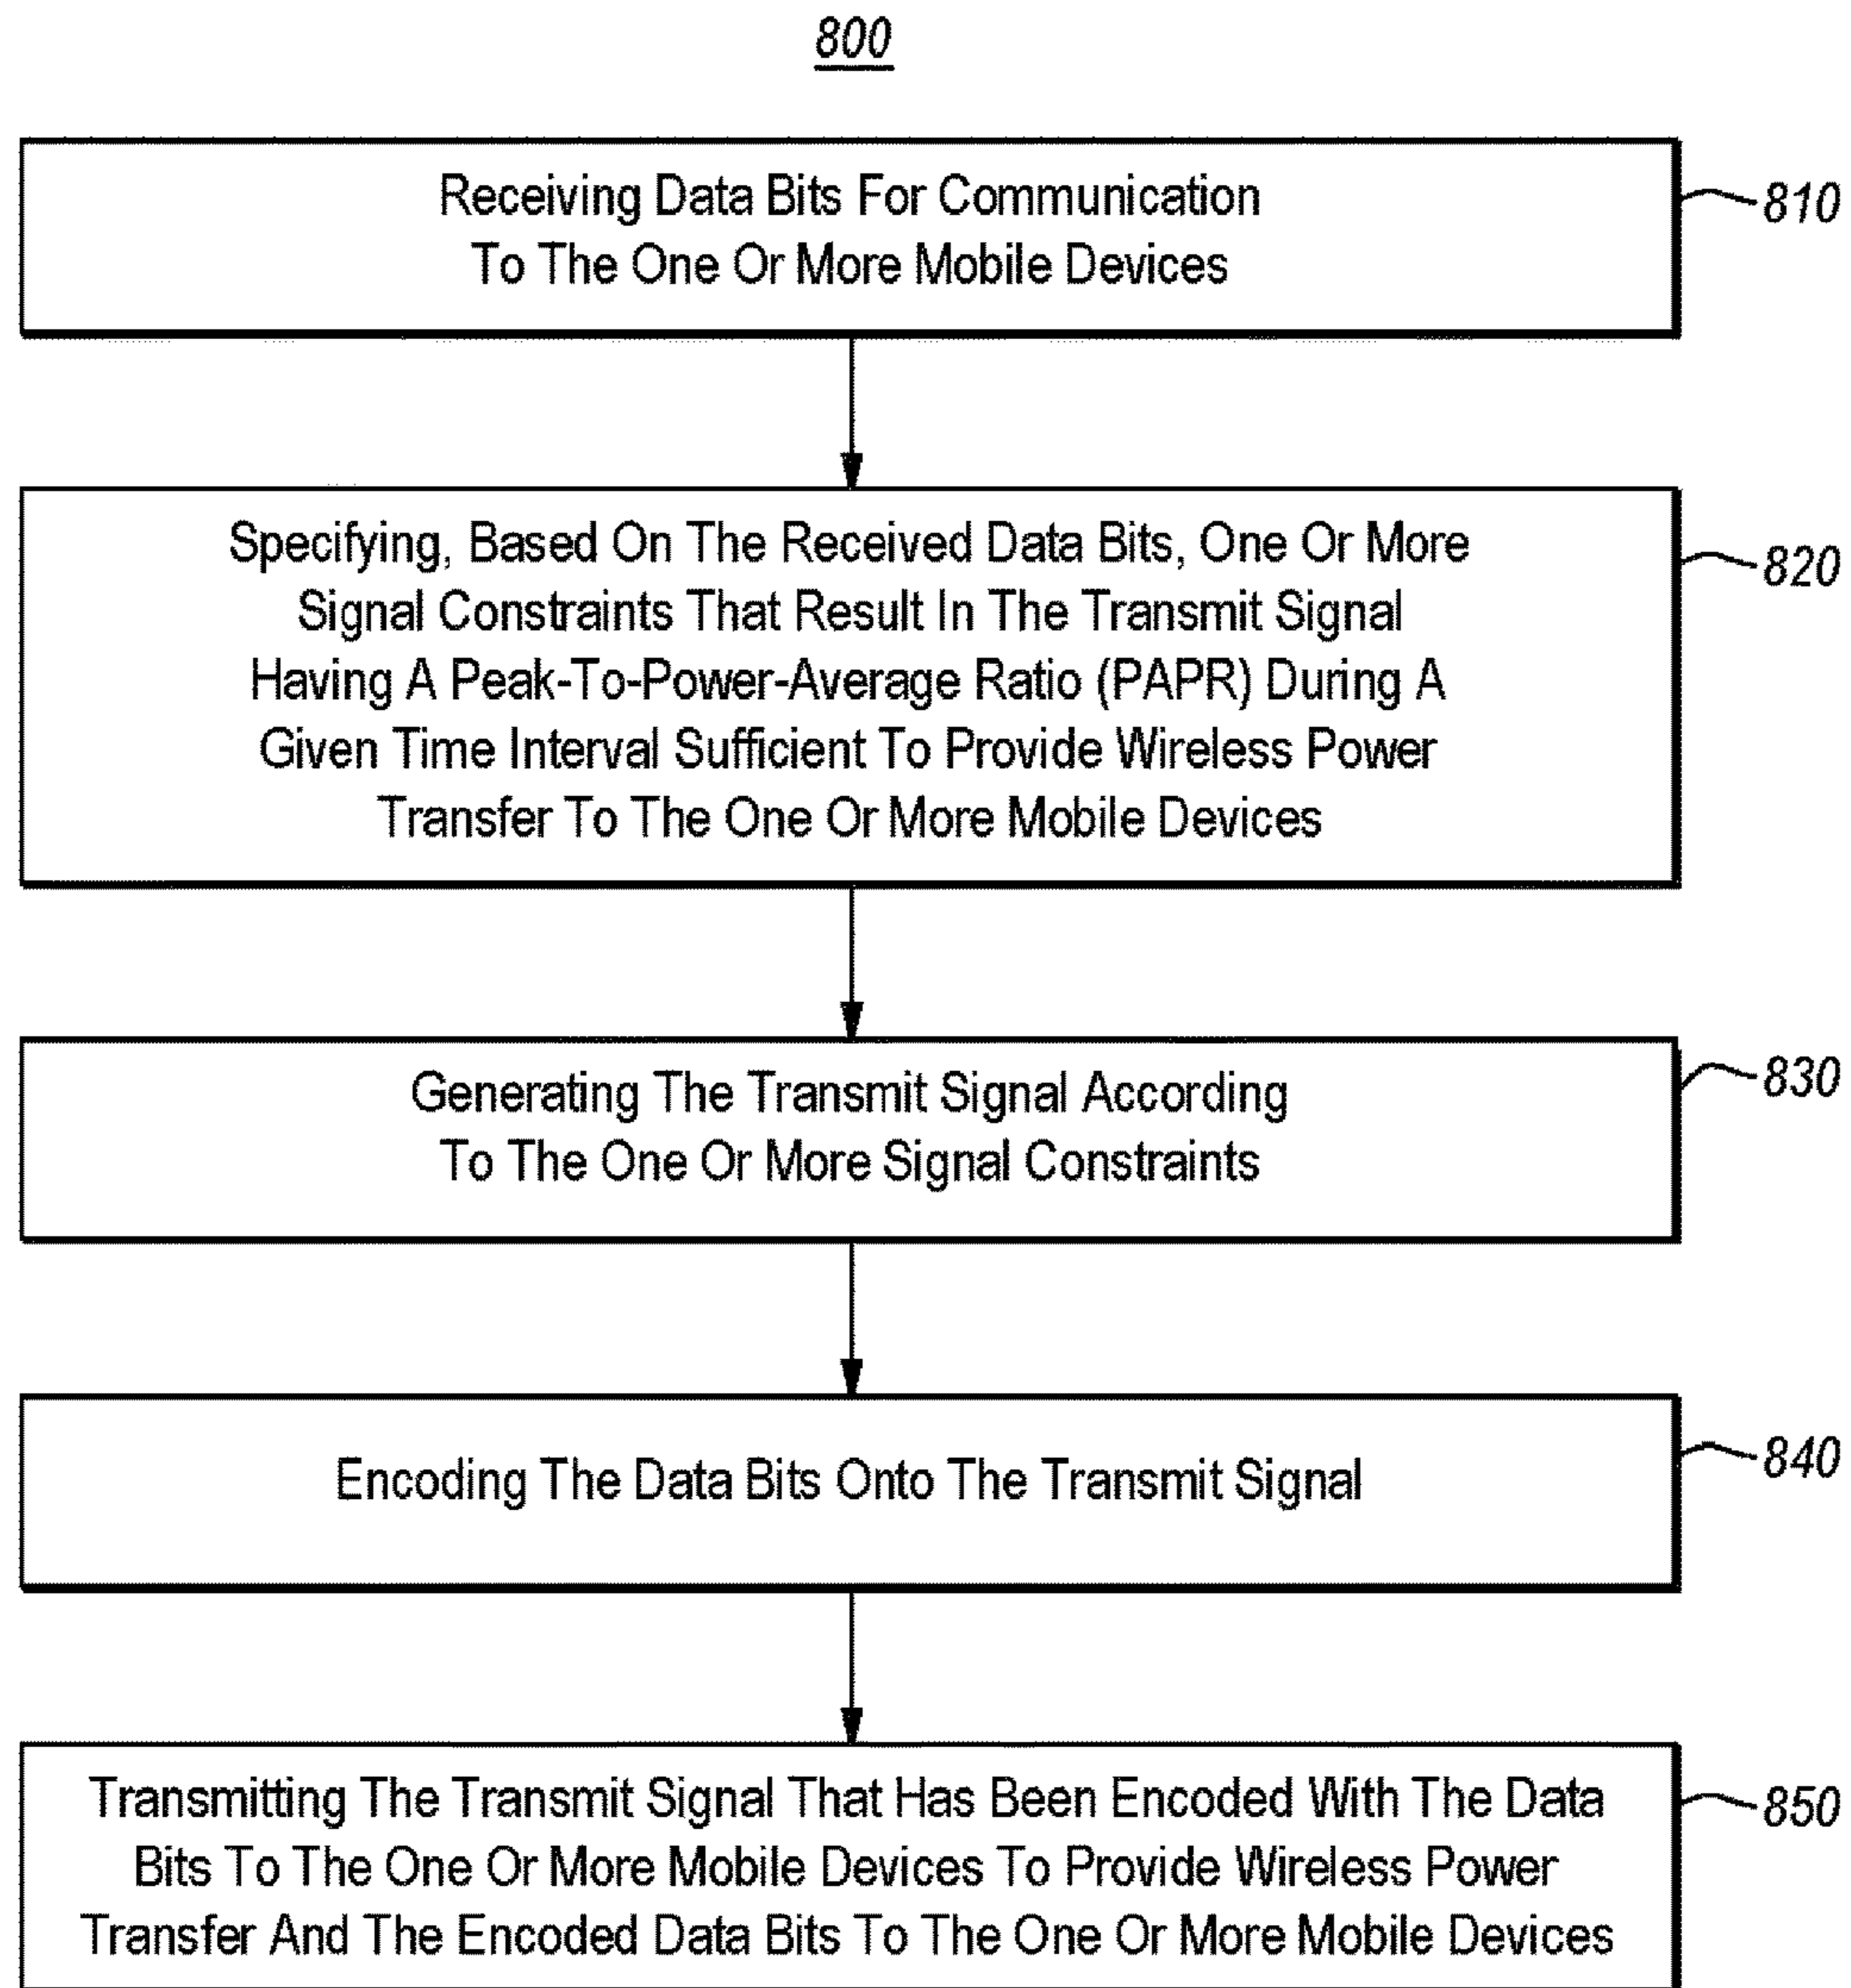 800
Receiving Data Bits For Communication
To The One Or More Mobile Devices
810
Specifying, Based On The Received Data Bits, One Or More
Signal Constraints That Result In The Transmit Signal
Having A Peak-To-Power-Average Ratio (PAPR) During A
Given Time Interval Sufficient To Provide Wireless Power
Transfer To The One Or More Mobile Devices
820
Generating The Transmit Signal According
To The One Or More Signal Constraints
830
Encoding The Data Bits Onto The Transmit Signal
840
Transmitting The Transmit Signal That Has Been Encoded With The Data
Bits To The One Or More Mobile Devices To Provide Wireless Power
Transfer And The Encoded Data Bits To The One Or More Mobile Devices
850